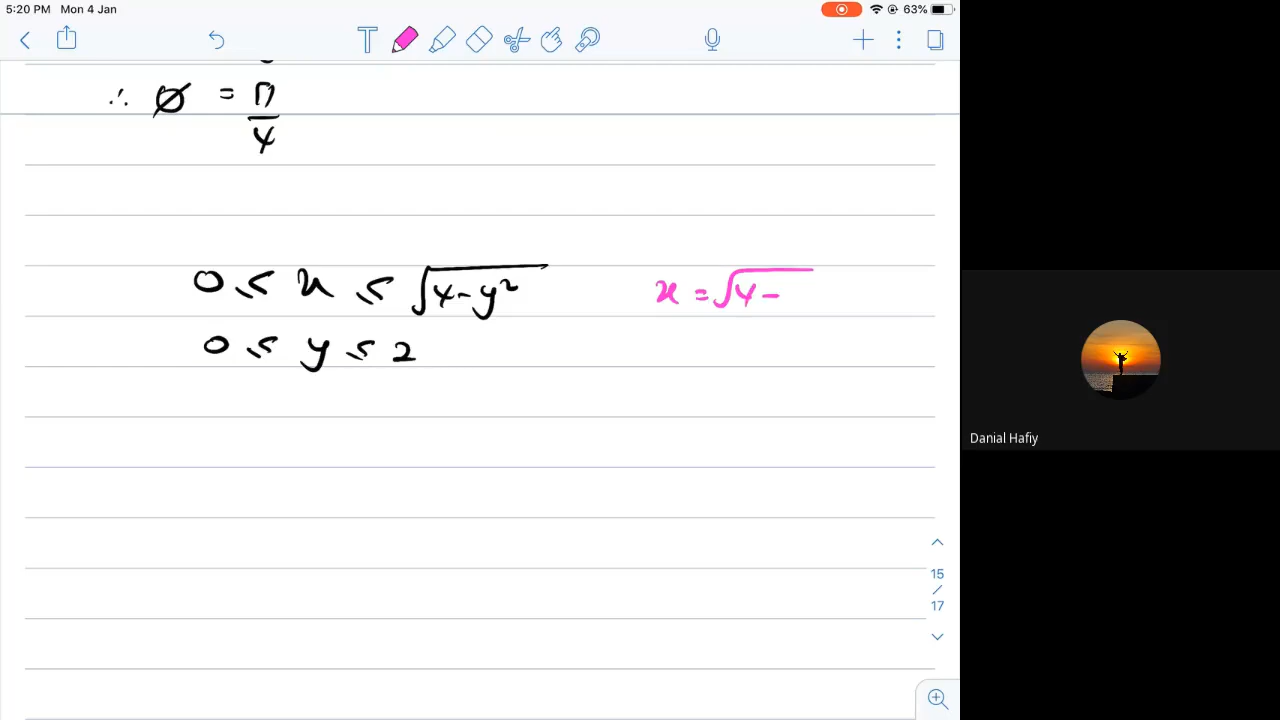 5:20 PM Mon 4 Jan 63%
∴ Ø = π/4
0 ≤ x ≤ √(4-y²) x = √(4-
0 ≤ y ≤ 2
Danial Hafiy
15
/
17